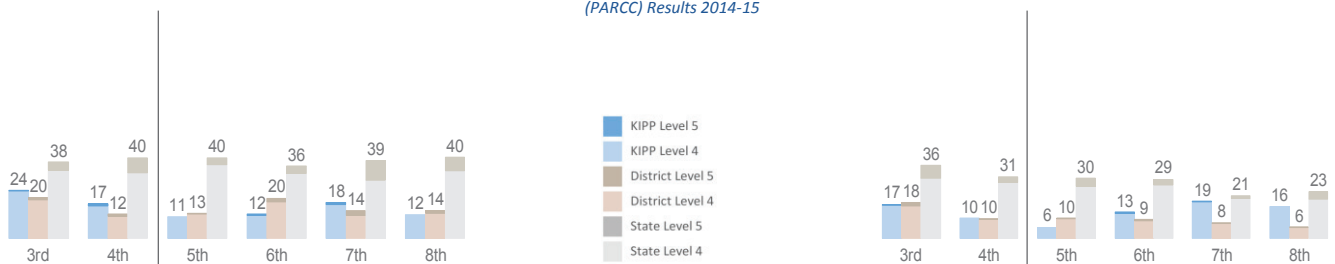 (PARCC) Results 2014-15
24 20 38
17 12 40
11 13 40
12 20 36
18 14 39
12 14 40
3rd 4th 5th 6th 7th 8th
KIPP Level 5
KIPP Level 4
District Level 5
District Level 4
State Level 5
State Level 4
17 18 36
10 10 31
6 10 30
13 9 29
19 8 21
16 6 23
3rd 4th 5th 6th 7th 8th